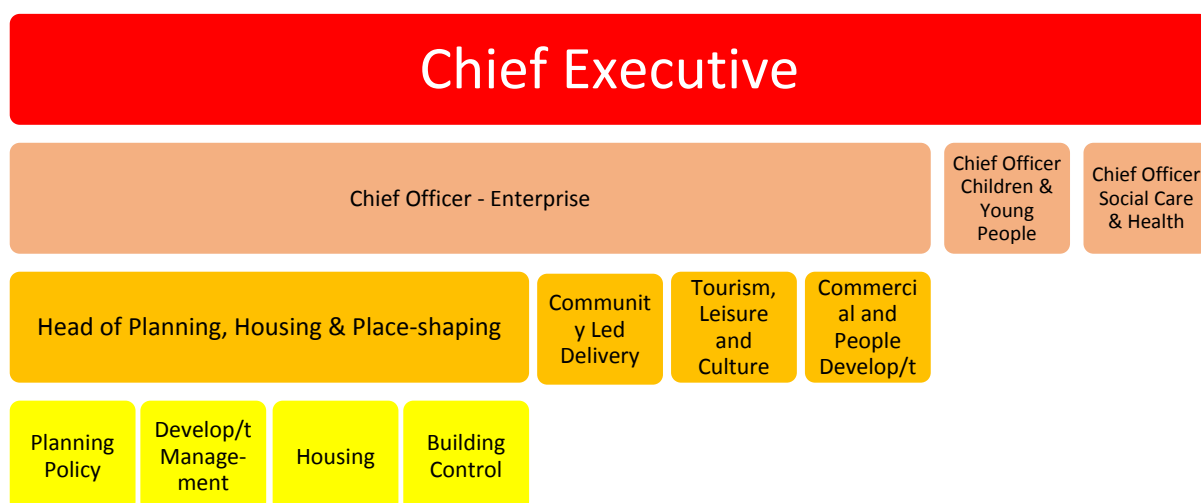 Chief Executive
Chief Officer - Enterprise
Chief Officer
Children &
Young
People
Chief Officer
Social Care
& Health
Head of Planning, Housing & Place-shaping
Communit
y Led
Delivery
Tourism,
Leisure
and
Culture
Commerci
al and
People
Develop/t
Planning
Policy
Develop/t
Manage-
ment
Housing
Building
Control